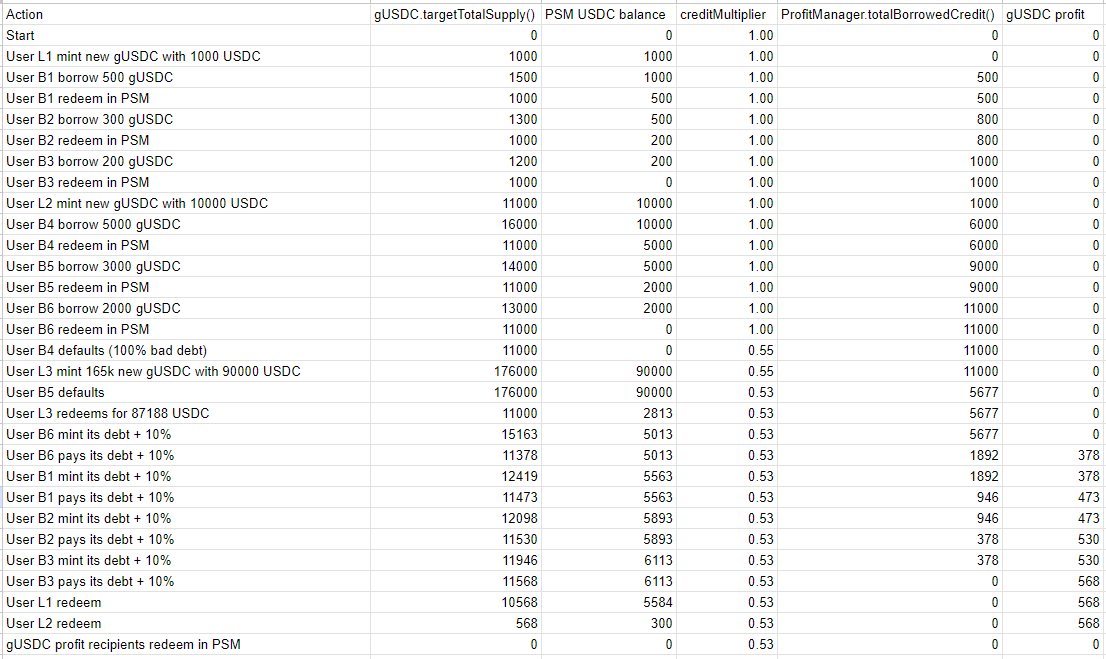 Action gUSDC.targetTotalSupply() PSM USDC balance creditMultiplier ProfitManager.totalBorrowedCredit() gUSDC profit
Start 0 0 1.00 0 0
User L1 mint new gUSDC with 1000 USDC 1000 1000 1.00 0 0
User B1 borrow 500 gUSDC 1500 1000 1.00 500 0
User B1 redeem in PSM 1000 500 1.00 500 0
User B2 borrow 300 gUSDC 1300 500 1.00 800 0
User B2 redeem in PSM 1000 200 1.00 800 0
User B3 borrow 200 gUSDC 1200 200 1.00 1000 0
User B3 redeem in PSM 1000 0 1.00 1000 0
User L2 mint new gUSDC with 10000 USDC 11000 10000 1.00 1000 0
User B4 borrow 5000 gUSDC 16000 10000 1.00 6000 0
User B4 redeem in PSM 11000 5000 1.00 6000 0
User B5 borrow 3000 gUSDC 14000 5000 1.00 9000 0
User B5 redeem in PSM 11000 2000 1.00 9000 0
User B6 borrow 2000 gUSDC 13000 2000 1.00 11000 0
User B6 redeem in PSM 11000 0 1.00 11000 0
User B4 defaults (100% bad debt) 11000 0 0.55 11000 0
User L3 mint 165k new gUSDC with 90000 USDC 176000 90000 0.55 11000 0
User B5 defaults 176000 90000 0.53 5677 0
User L3 redeems for 87188 USDC 11000 2813 0.53 5677 0
User B6 mint its debt + 10% 15163 5013 0.53 5677 0
User B6 pays its debt + 10% 11378 5013 0.53 1892 378
User B1 mint its debt + 10% 12419 5563 0.53 1892 378
User B1 pays its debt + 10% 11473 5563 0.53 946 473
User B2 mint its debt + 10% 12098 5893 0.53 946 473
User B2 pays its debt + 10% 11530 5893 0.53 378 530
User B3 mint its debt + 10% 11946 6113 0.53 378 530
User B3 pays its debt + 10% 11568 6113 0.53 0 568
User L1 redeem 10568 5584 0.53 0 568
User L2 redeem 568 300 0.53 0 568
gUSDC profit recipients redeem in PSM 0 0 0.53 0 0